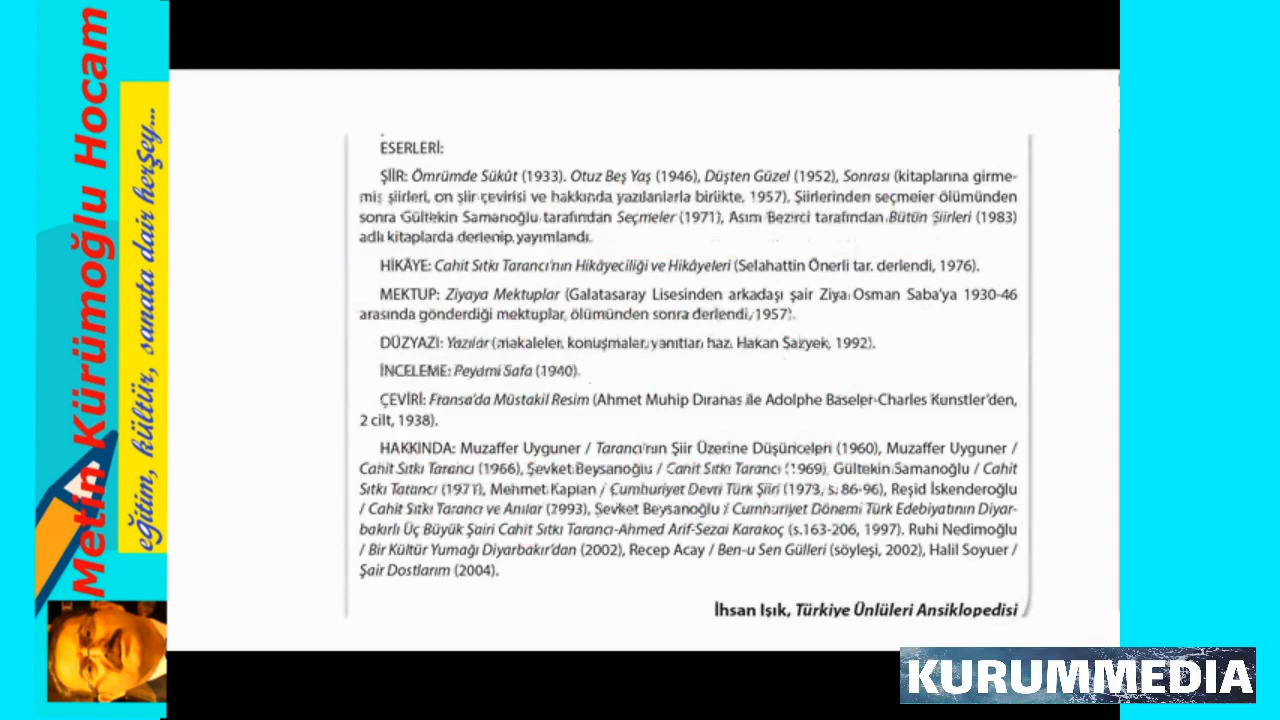 Metin Kürümoğlu Hocam
eğitim, kültür, sanata dair herşey...
ESERLERİ:
ŞİİR: Ömrümde Sükût (1933). Otuz Beş Yaş (1946), Düşten Güzel (1952), Sonrası (kitaplarına girme-
miş şiirleri, on şiir çevirisi ve hakkında yazılanlarla birlikte, 1957), Şiirlerinden seçmeler ölümünden
sonra Gültekin Samanoğlu tarafından Seçmeler (1971), Asım Bezirci tarafından Bütün Şiirleri (1983)
adlı kitaplarda derlenip yayımlandı.
HİKÂYE: Cahit Sıtkı Tarancı'nın Hikâyeciliği ve Hikâyeleri (Selahattin Önerli tar. derlendi, 1976).
MEKTUP: Ziyaya Mektuplar (Galatasaray Lisesinden arkadaşı şair Ziya Osman Saba'ya 1930-46
arasında gönderdiği mektuplar, ölümünden sonra derlendi, 1957).
DÜZYAZI: Yazılar (makaleler, konuşmalar, yanıtlar, haz. Hakan Sazyek, 1992).
İNCELEME: Peyami Safa (1940).
ÇEVİRİ: Fransa'da Müstakil Resim (Ahmet Muhip Dıranas ile Adolphe Baseler-Charles Kunstler'den,
2 cilt, 1938).
HAKKINDA: Muzaffer Uyguner / Tarancı'nın Şiir Üzerine Düşünceleri (1960), Muzaffer Uyguner /
Cahit Sıtkı Tarancı (1966), Şevket Beysanoğlu / Cahit Sıtkı Tarancı (1969), Gültekin Samanoğlu / Cahit
Sıtkı Tarancı (1971), Mehmet Kaplan / Cumhuriyet Devri Türk Şiiri (1973, s. 86-96), Reşid İskenderoğlu
/ Cahit Sıtkı Tarancı ve Anılar (2993), Şevket Beysanoğlu / Cumhuriyet Dönemi Türk Edebiyatının Diyar-
bakırlı Üç Büyük Şairi Cahit Sıtkı Tarancı-Ahmed Arif-Sezai Karakoç (s.163-206, 1997). Ruhi Nedimoğlu
/ Bir Kültür Yumağı Diyarbakır'dan (2002), Recep Acay / Ben-u Sen Gülleri (söyleşi, 2002), Halil Soyuer /
Şair Dostlarım (2004).
İhsan Işık, Türkiye Ünlüleri Ansiklopedisi
KURUMMEDIA